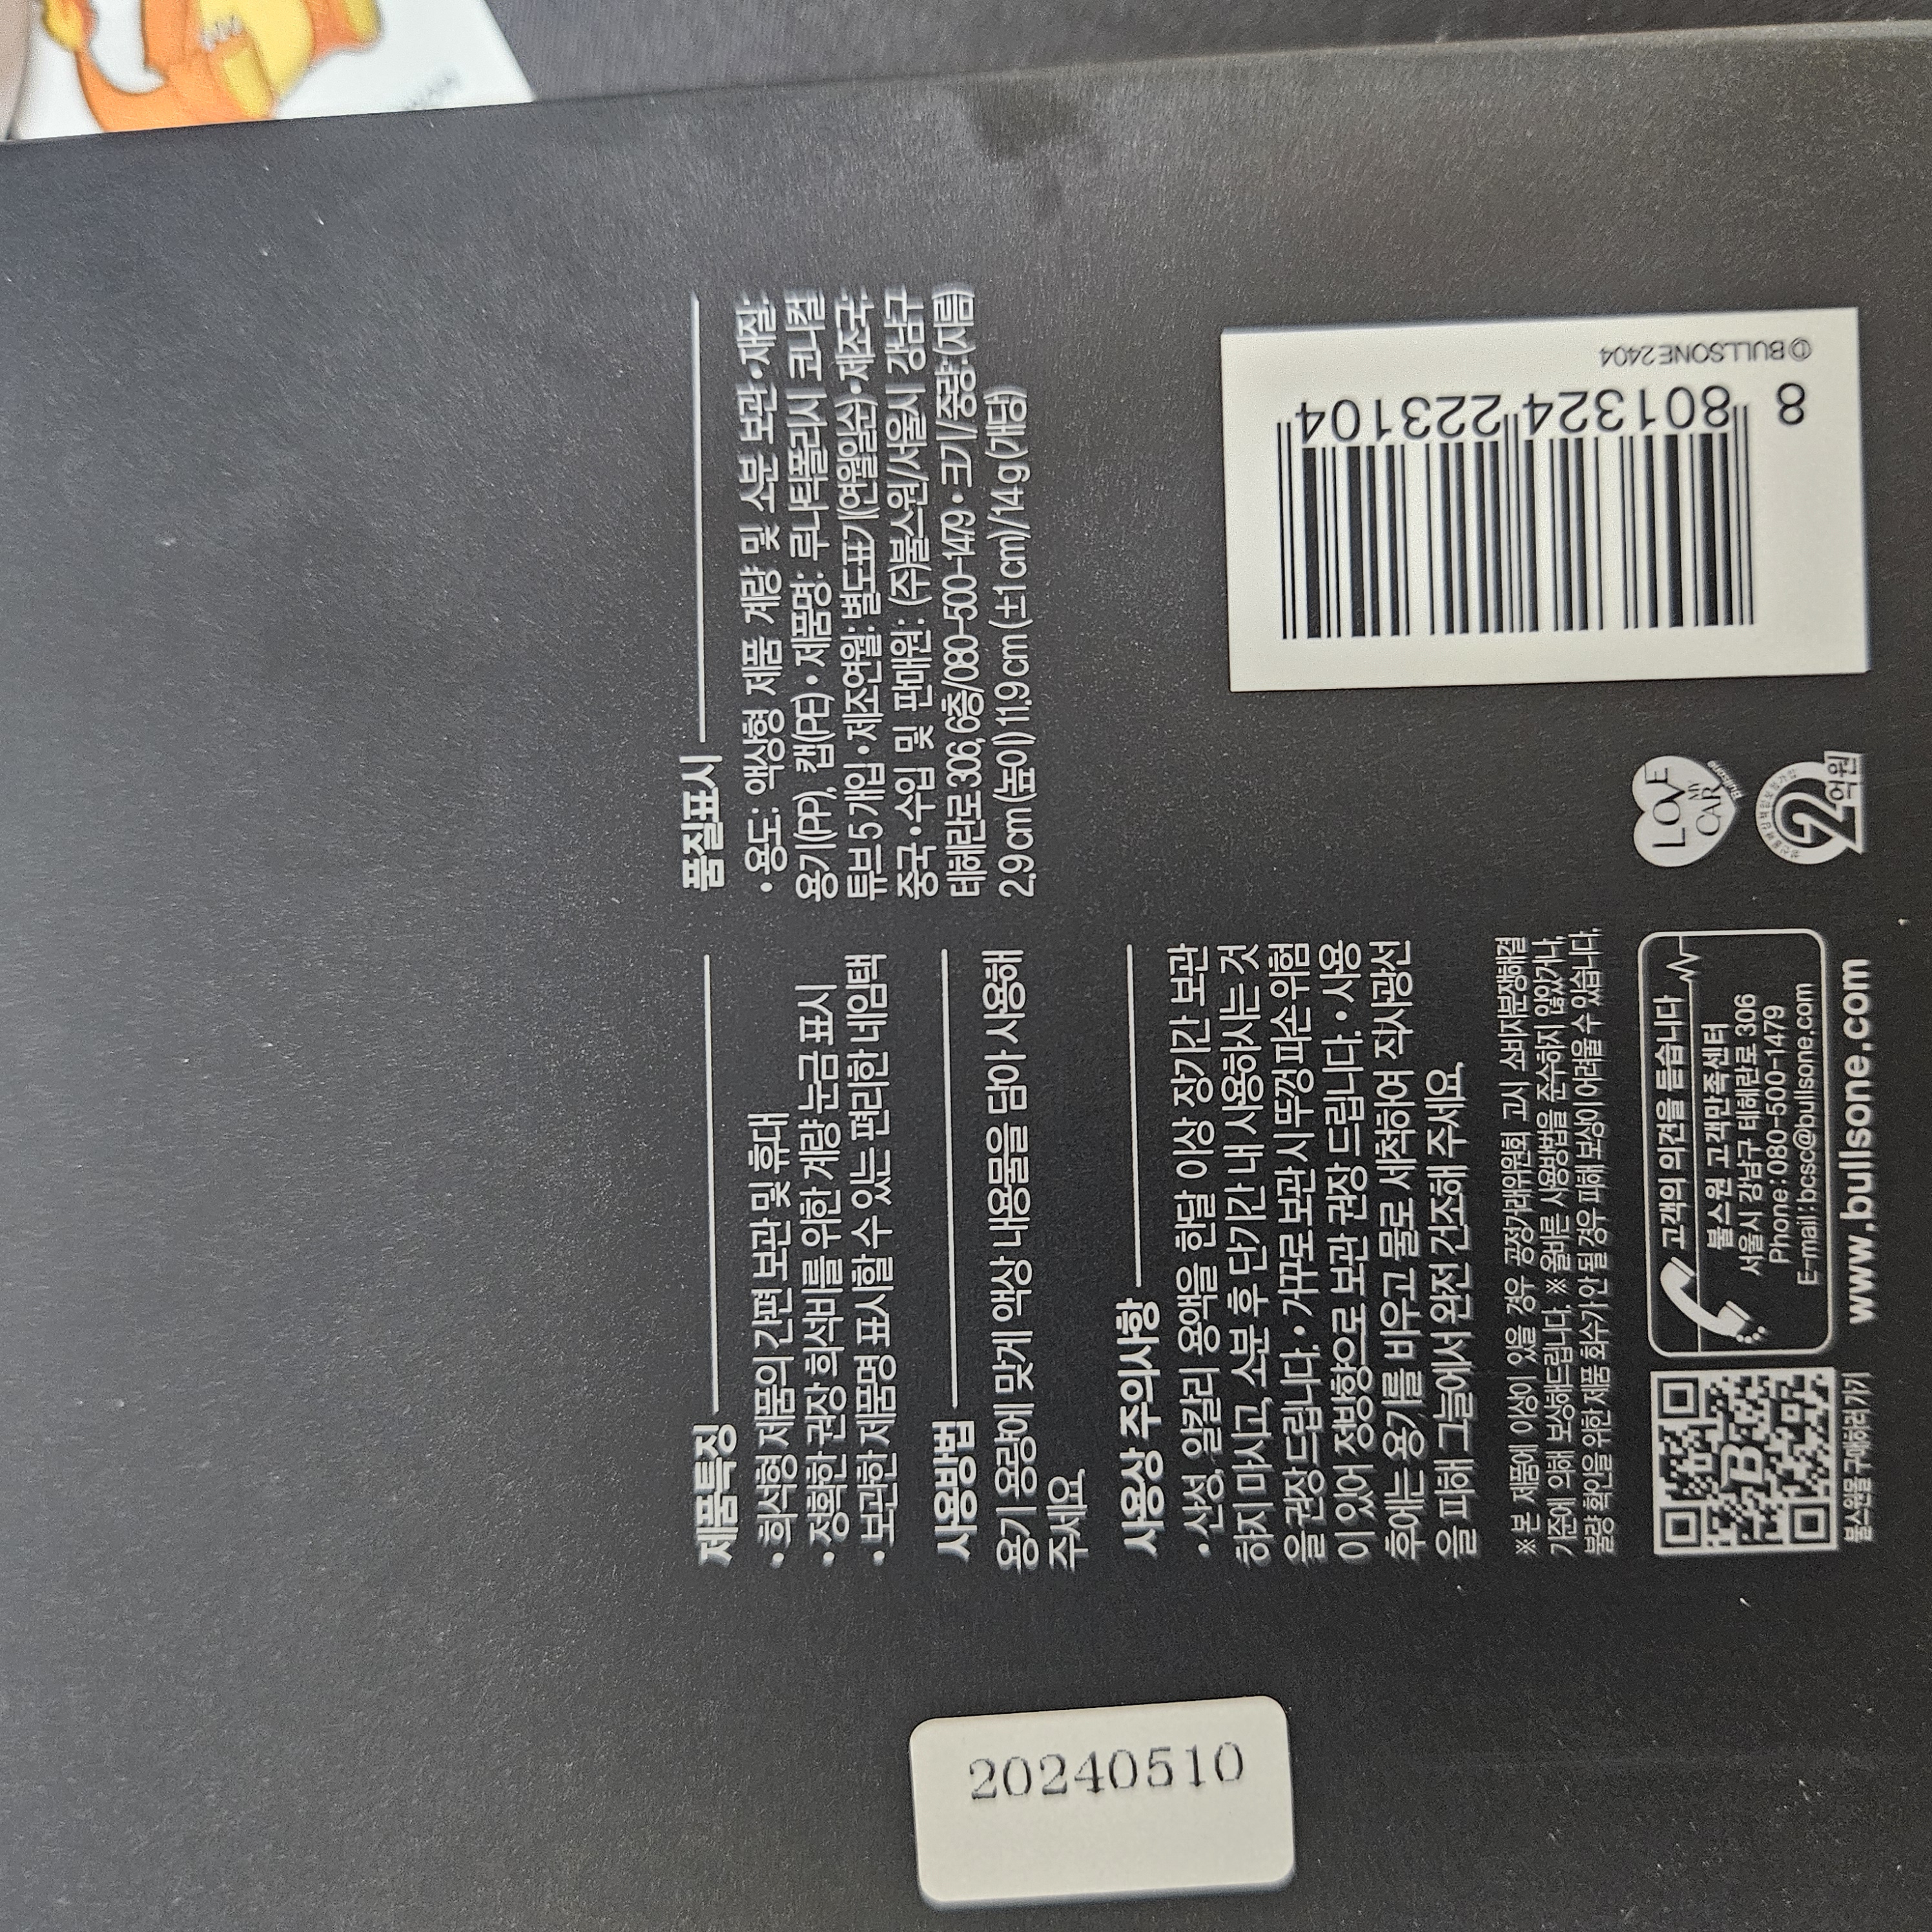 제품특징
• 희석형 제품의 간편 보관 및 휴대
• 정확한 권장 희석비를 위한 계량 눈금 표시
• 보관한 제품명 표시할 수 있는 편리한 네임택
사용방법
용기 용량에 맞게 액상 내용물을 담아 사용해
주세요.
사용상 주의사항
• 산성, 알칼리 용액을 한달 이상 장기간 보관
하지 마시고, 소분 후 단기간 내 사용하시는 것
을 권장드립니다. • 거꾸로 보관 시 뚜껑 파손 위험
이 있어 정방향으로 보관 권장 드립니다. • 사용
후에는 용기를 비우고 물로 세척하여 직사광선
을 피해 그늘에서 완전 건조해 주세요.
※ 본 제품에 이상이 있을 경우 공정거래위원회 고시 소비자분쟁해결
기준에 의해 보상해드립니다. ※ 올바른 사용방법을 준수하지 않았거나,
불량 확인을 위한 제품 회수가 안 될 경우 피해 보상이 어려울 수 있습니다.
불스원몰 구매하러 가기
고객의 의견을 듣습니다
불스원 고객만족센터
서울시 강남구 테헤란로 306
Phone : 080-500-1479
E-mail : bcsc@bullsone.com
www.bullsone.com
품질표시
• 용도 : 액상형 제품 계량 및 소분 보관 • 재질:
용기(PP), 캡(PE) • 제품명: 루나틱폴리시 코니컬
튜브 5개입 • 제조연월: 별도표기(연월일순) • 제조국:
중국 • 수입 및 판매원: (주)불스원/서울시 강남구
테헤란로 306, 6층/080-500-1479 • 크기/중량: (지름)
2.9 cm (높이) 11.9 cm (±1 cm)/14 g (개당)
LOVE
MY
CAR
Bullsone
2억원
8 801324 223104
© BULLSONE 2404
20240510